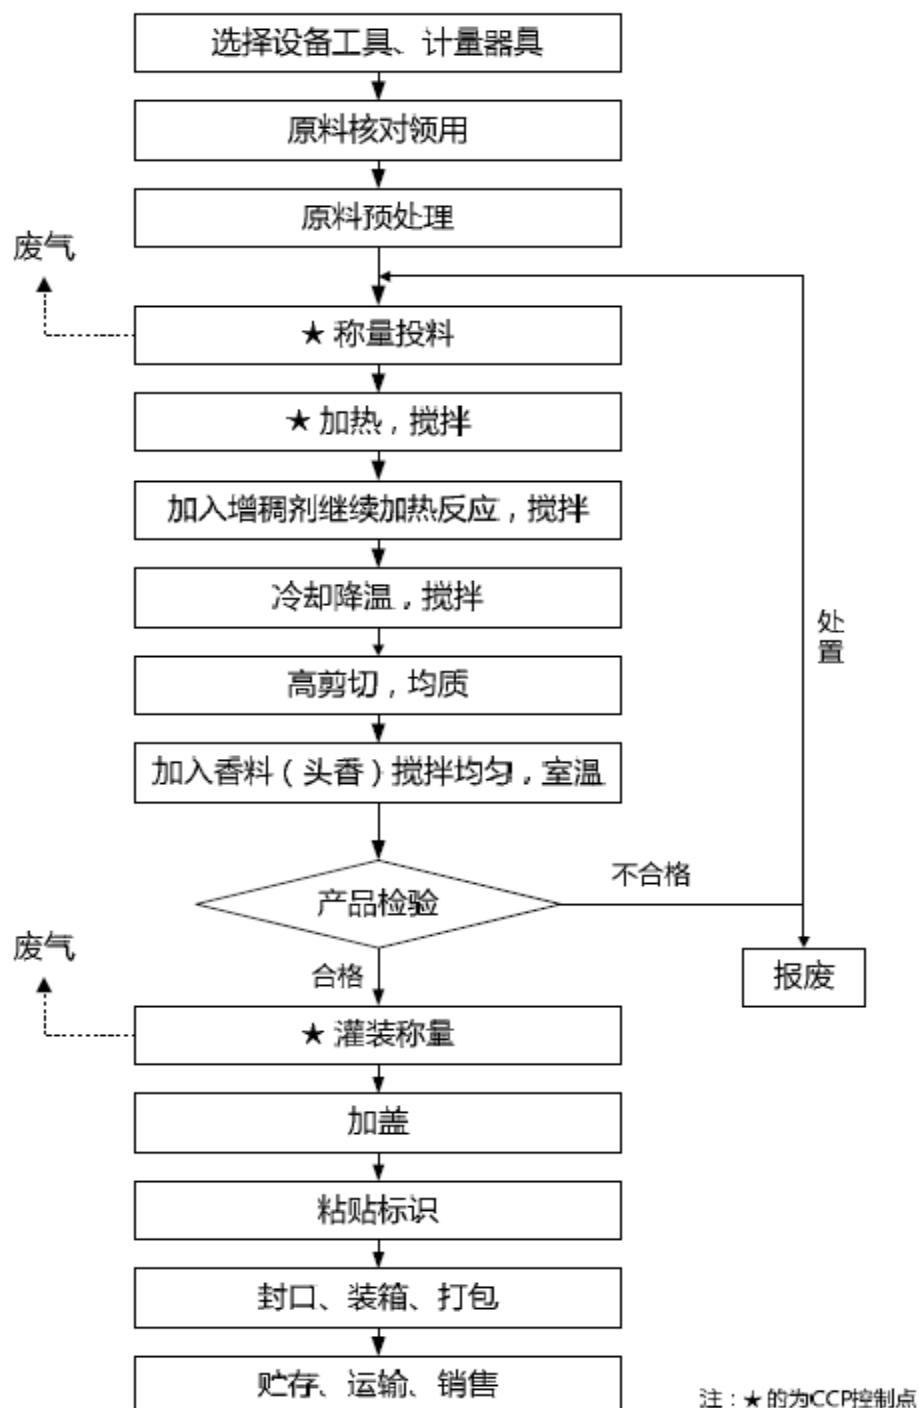 选择设备工具、计量器具
原料核对领用
原料预处理
废气
★ 称量投料
★ 加热，搅拌
加入增稠剂继续加热反应，搅拌
冷却降温，搅拌
处
置
高剪切，均质
加入香料（头香）搅拌均匀，室温
不合格
产品检验
废气
合格
报废
★ 灌装称量
加盖
粘贴标识
封口、装箱、打包
贮存、运输、销售
注：★ 的为CCP控制点